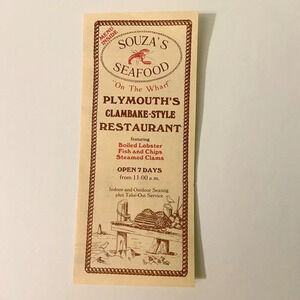 MENU INSIDE
SOUZA'S
SEAFOOD
"On The Wharf"
PLYMOUTH'S
CLAMBAKE-STYLE
RESTAURANT
featuring
Boiled Lobster
Fish and Chips
Steamed Clams
OPEN 7 DAYS
from 11:00 a.m.
Indoor and Outdoor Seating
plus Take-Out Service